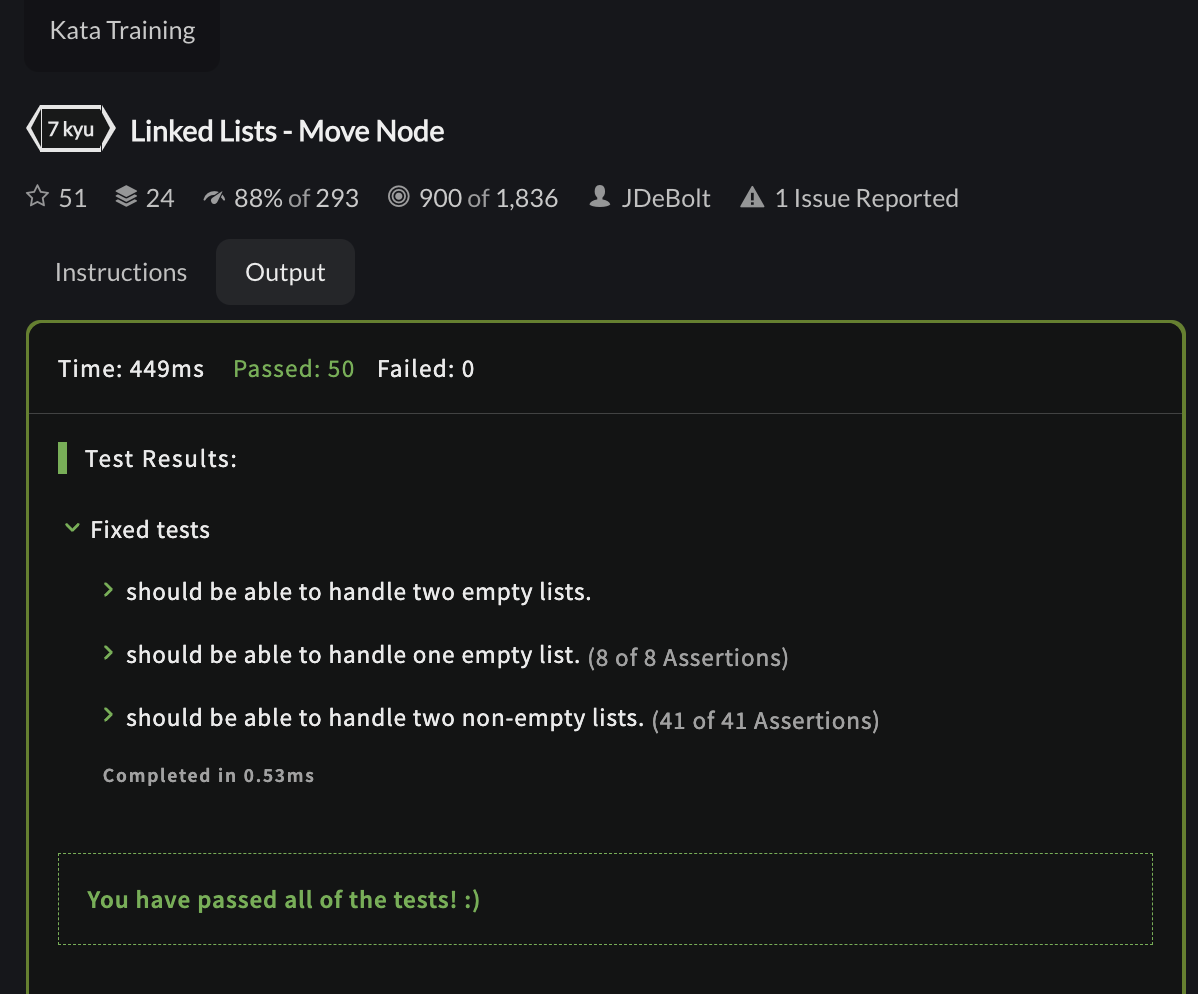 Kata Training
7 kyu Linked Lists - Move Node
51 24 88% of 293 900 of 1,836 JDeBolt 1 Issue Reported
Instructions Output
Time: 449ms Passed: 50 Failed: 0
Test Results:
Fixed tests
should be able to handle two empty lists.
should be able to handle one empty list. (8 of 8 Assertions)
should be able to handle two non-empty lists. (41 of 41 Assertions)
Completed in 0.53ms
You have passed all of the tests! :)